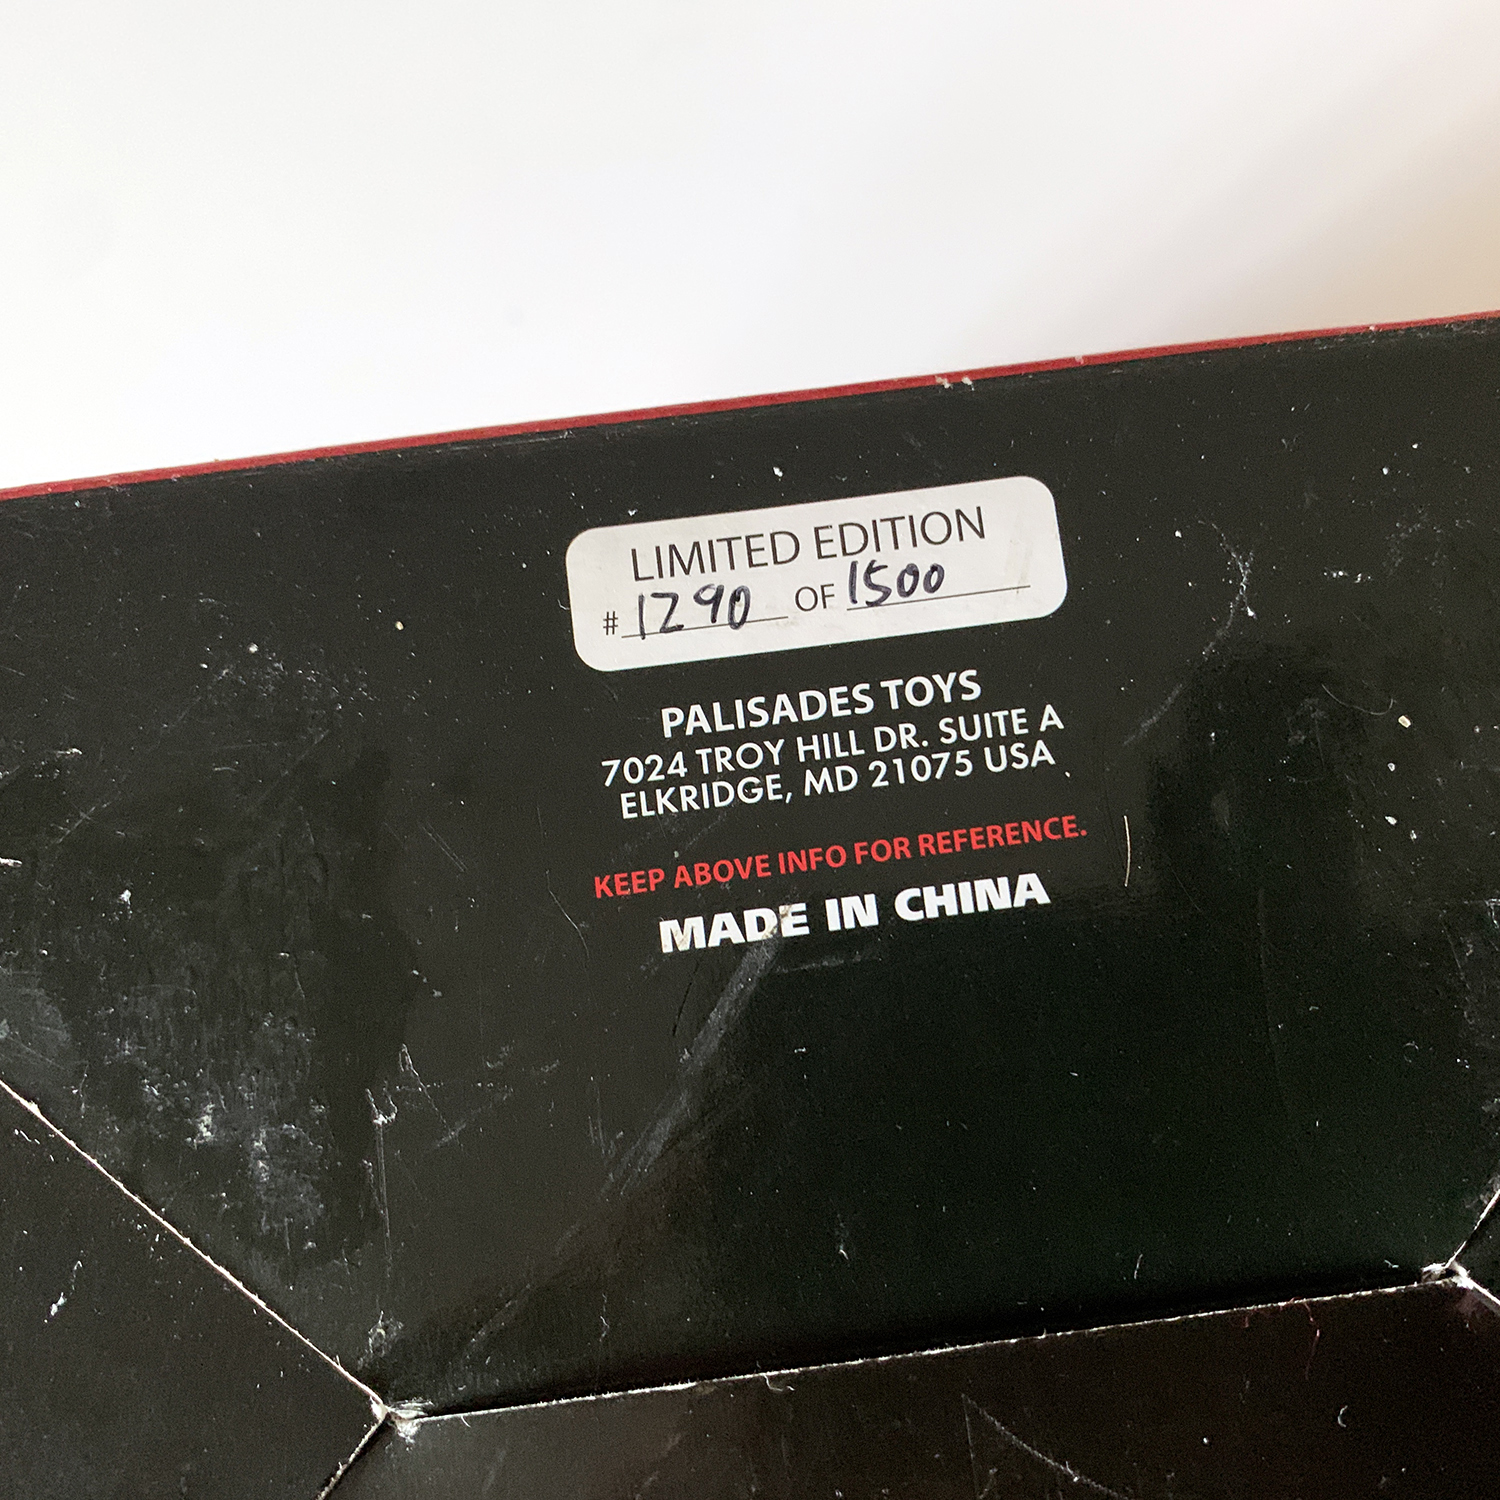 LIMITED EDITION
# 1290 OF 1500
PALISADES TOYS
7024 TROY HILL DR. SUITE A
ELKRIDGE, MD 21075 USA
KEEP ABOVE INFO FOR REFERENCE.
MADE IN CHINA